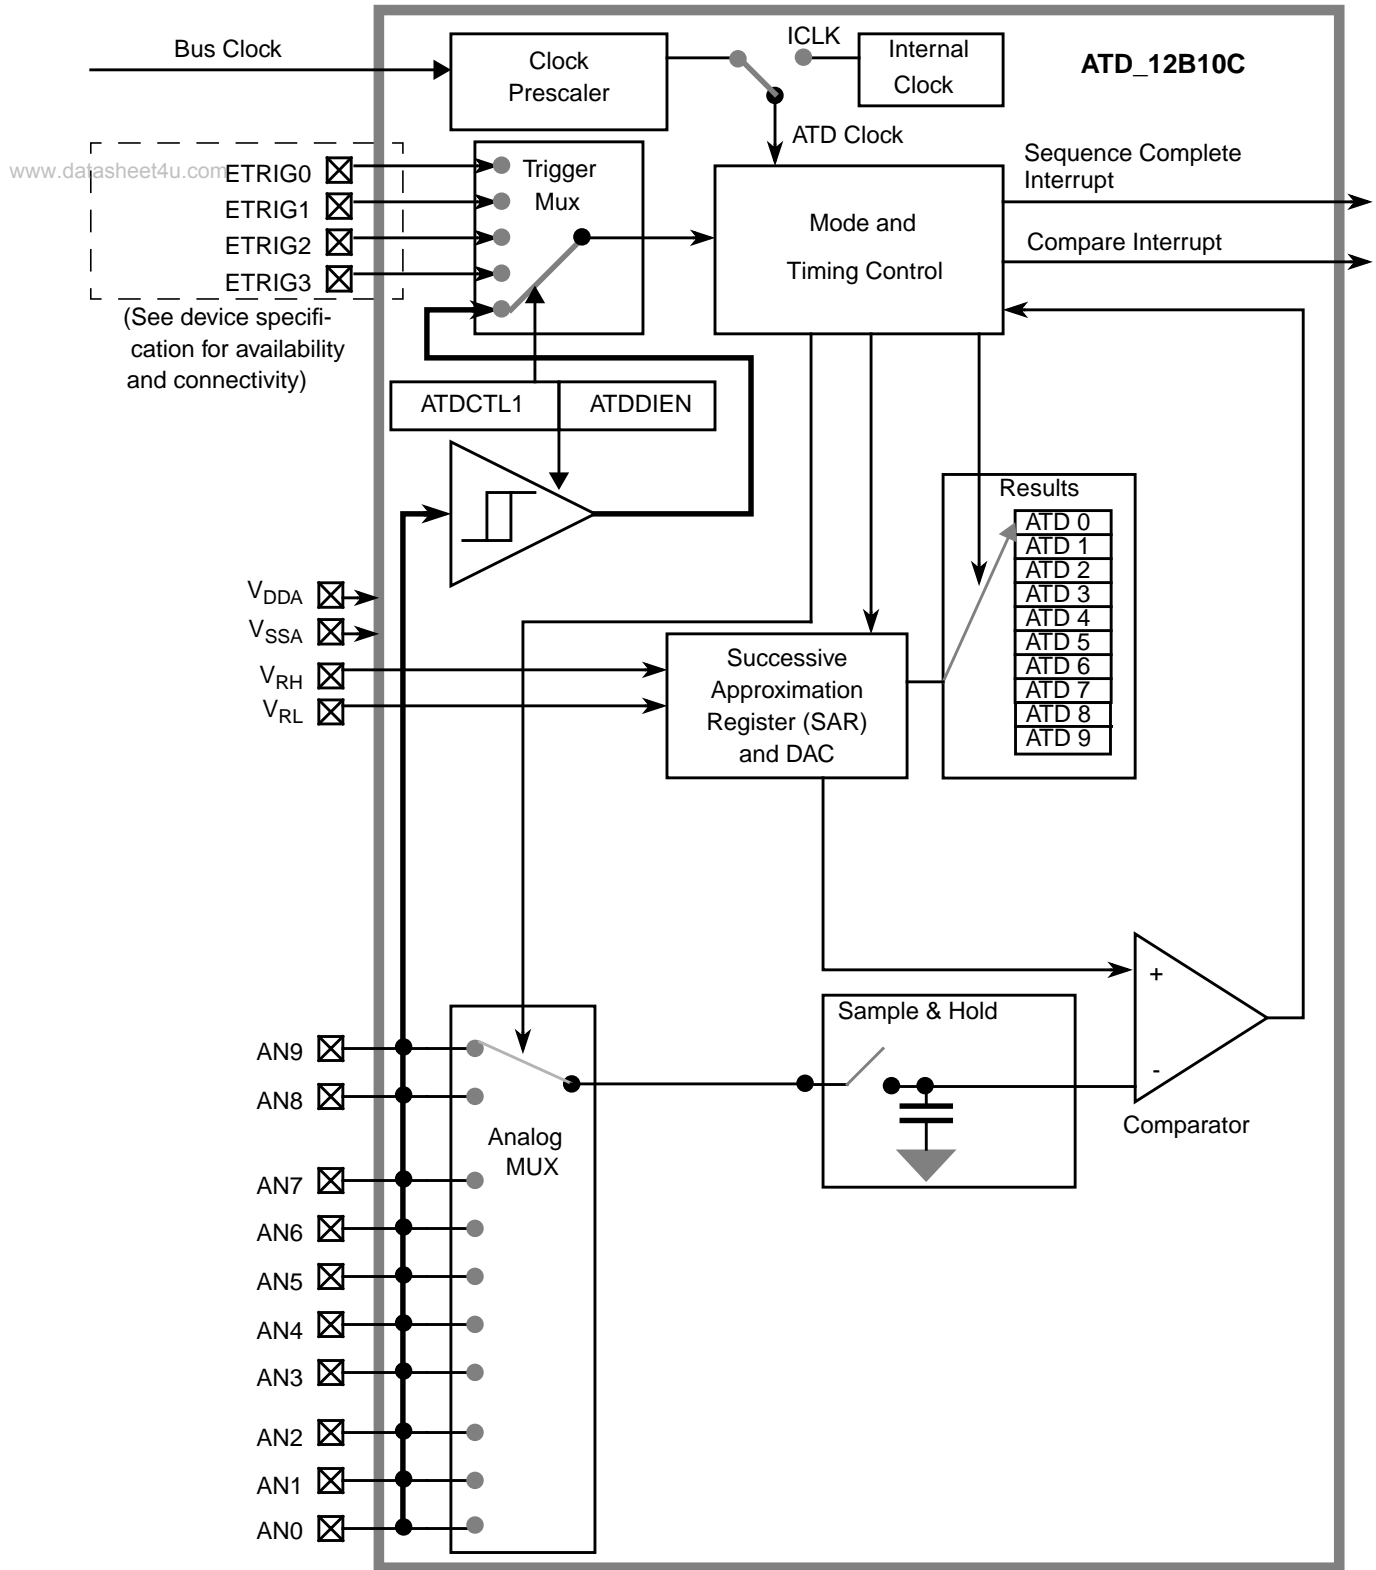 Bus Clock
Clock
Prescaler
ICLK
Internal
Clock
ATD_12B10C
ATD Clock
www.datasheet4u.com
ETRIG0
ETRIG1
ETRIG2
ETRIG3
(See device specifi-
cation for availability
and connectivity)
Trigger
Mux
Mode and
Timing Control
Sequence Complete
Interrupt
Compare Interrupt
ATDCTL1
ATDDIEN
Results
ATD 0
ATD 1
ATD 2
ATD 3
ATD 4
ATD 5
ATD 6
ATD 7
ATD 8
ATD 9
VDDA
VSSA
VRH
VRL
Successive
Approximation
Register (SAR)
and DAC
+
-
Comparator
Sample & Hold
AN9
AN8
AN7
AN6
AN5
AN4
AN3
AN2
AN1
AN0
Analog
MUX